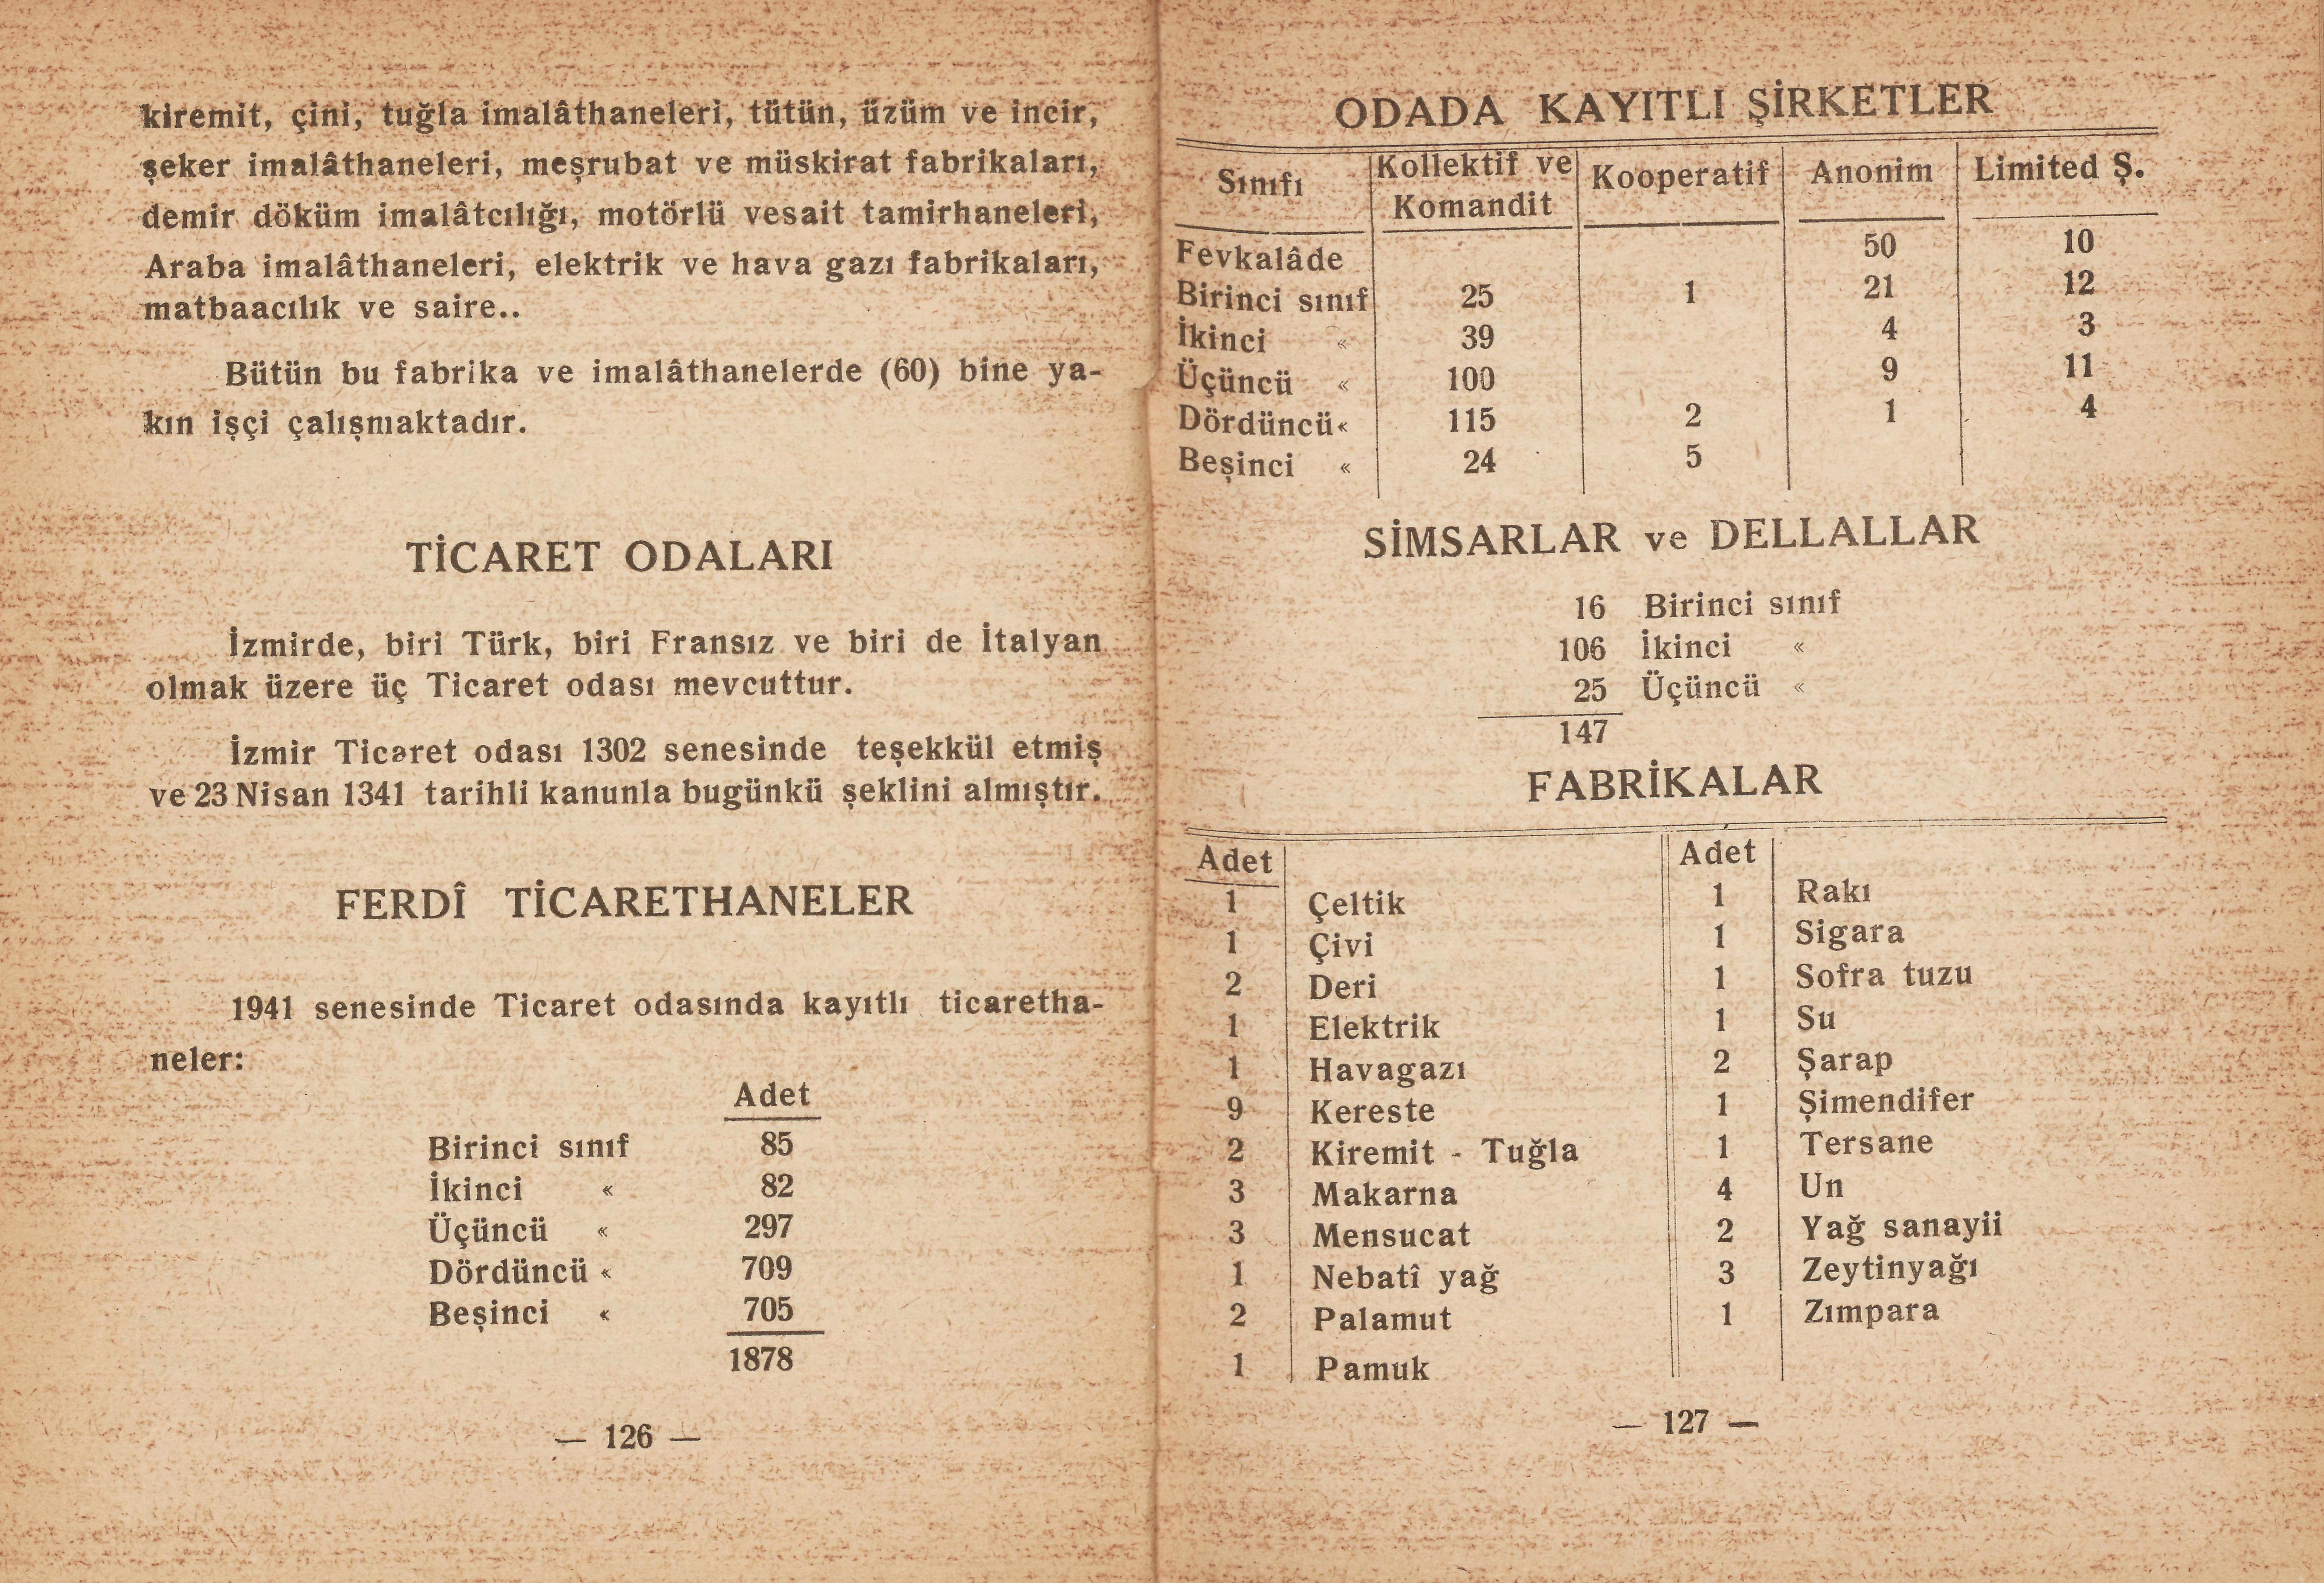 kiremit, çini, tuğla imalâthaneleri, tütün, üzüm ve incir,
şeker imalâthaneleri, meşrubat ve müskirat fabrikaları,
demir döküm imalâtcılığı, motörlü vesait tamirhaneleri,
Araba imalâthaneleri, elektrik ve hava gazı fabrikaları,
matbaacılık ve saire..
Bütün bu fabrika ve imalâthanelerde (60) bine ya-
kın işçi çalışmaktadır.
TİCARET ODALARI
İzmirde, biri Türk, biri Fransız ve biri de İtalyan
olmak üzere üç Ticaret odası mevcuttur.
İzmir Ticaret odası 1302 senesinde teşekkül etmiş
ve 23 Nisan 1341 tarihli kanunla bugünkü şeklini almıştır.
FERDÎ TİCARETHANELER
1941 senesinde Ticaret odasında kayıtlı ticaretha-
neler:
Adet
Birinci sınıf 85
İkinci « 82
Üçüncü « 297
Dördüncü « 709
Beşinci « 705
1878
— 126 —
ODADA KAYITLI ŞİRKETLER
Sınıfı Kollektif ve Komandit Kooperatif Anonim Limited Ş.
Fevkalâde 50 10
Birinci sınıf 25 1 21 12
İkinci « 39 4 3
Üçüncü « 100 9 11
Dördüncü « 115 2 1 4
Beşinci « 24 5
SİMSARLAR ve DELLALLAR
16 Birinci sınıf
106 İkinci «
25 Üçüncü «
147
FABRİKALAR
Adet Adet
1 Çeltik 1 Rakı
1 Çivi 1 Sigara
2 Deri 1 Sofra tuzu
1 Elektrik 1 Su
1 Havagazı 2 Şarap
9 Kereste 1 Şimendifer
2 Kiremit - Tuğla 1 Tersane
3 Makarna 4 Un
3 Mensucat 2 Yağ sanayii
1 Nebatî yağ 3 Zeytinyağı
2 Palamut 1 Zımpara
1 Pamuk
— 127 —